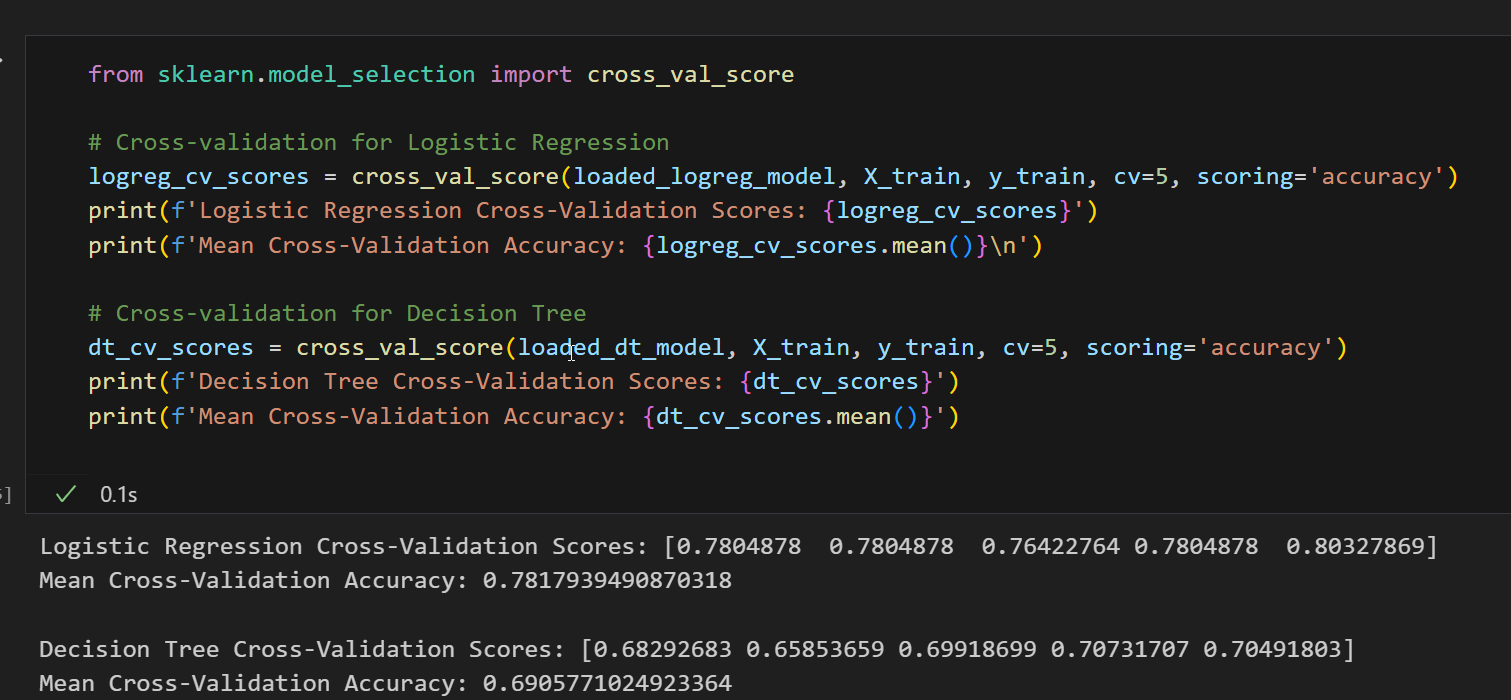 from sklearn.model_selection import cross_val_score
# Cross-validation for Logistic Regression
logreg_cv_scores = cross_val_score(loaded_logreg_model, X_train, y_train, cv=5, scoring='accuracy')
print(f'Logistic Regression Cross-Validation Scores: {logreg_cv_scores}')
print(f'Mean Cross-Validation Accuracy: {logreg_cv_scores.mean()}\n')
# Cross-validation for Decision Tree
dt_cv_scores = cross_val_score(loaded_dt_model, X_train, y_train, cv=5, scoring='accuracy')
print(f'Decision Tree Cross-Validation Scores: {dt_cv_scores}')
print(f'Mean Cross-Validation Accuracy: {dt_cv_scores.mean()}')
0.1s
Logistic Regression Cross-Validation Scores: [0.7804878  0.7804878  0.76422764 0.7804878  0.80327869]
Mean Cross-Validation Accuracy: 0.7817939490870318
Decision Tree Cross-Validation Scores: [0.68292683 0.65853659 0.69918699 0.70731707 0.70491803]
Mean Cross-Validation Accuracy: 0.6905771024923364